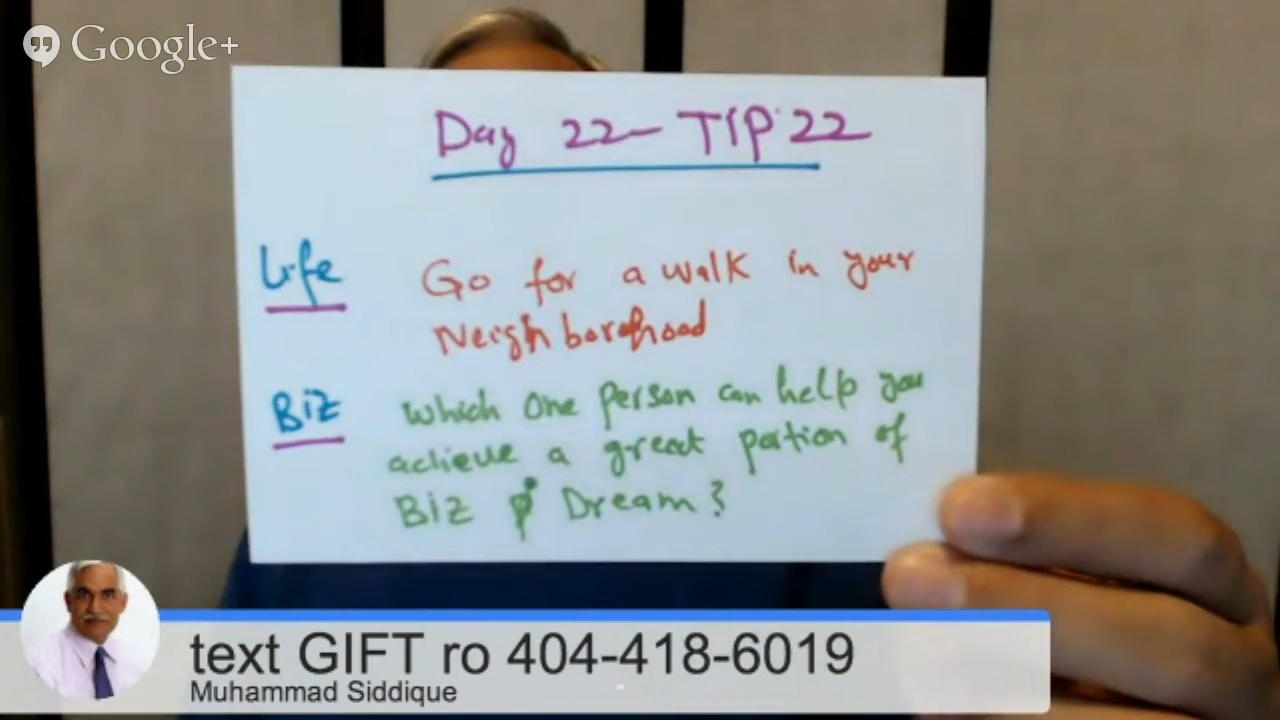 Google+
Day 22 - TIP 22
Life Go for a walk in your
Neighborohood
Biz Which one person can help you
achieve a great portion of
Biz Dream?
text GIFT ro 404-418-6019
Muhammad Siddique